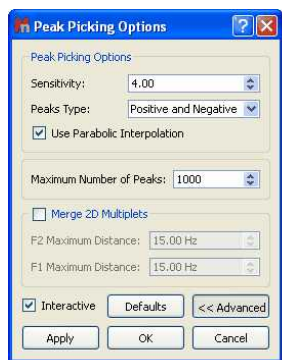 Peak Picking Options
Peak Picking Options
Sensitivity: 4.00
Peaks Type: Positive and Negative
Use Parabolic Interpolation
Maximum Number of Peaks: 1000
Merge 2D Multiplets
F2 Maximum Distance: 15.00 Hz
F1 Maximum Distance: 15.00 Hz
Interactive Defaults << Advanced
Apply OK Cancel